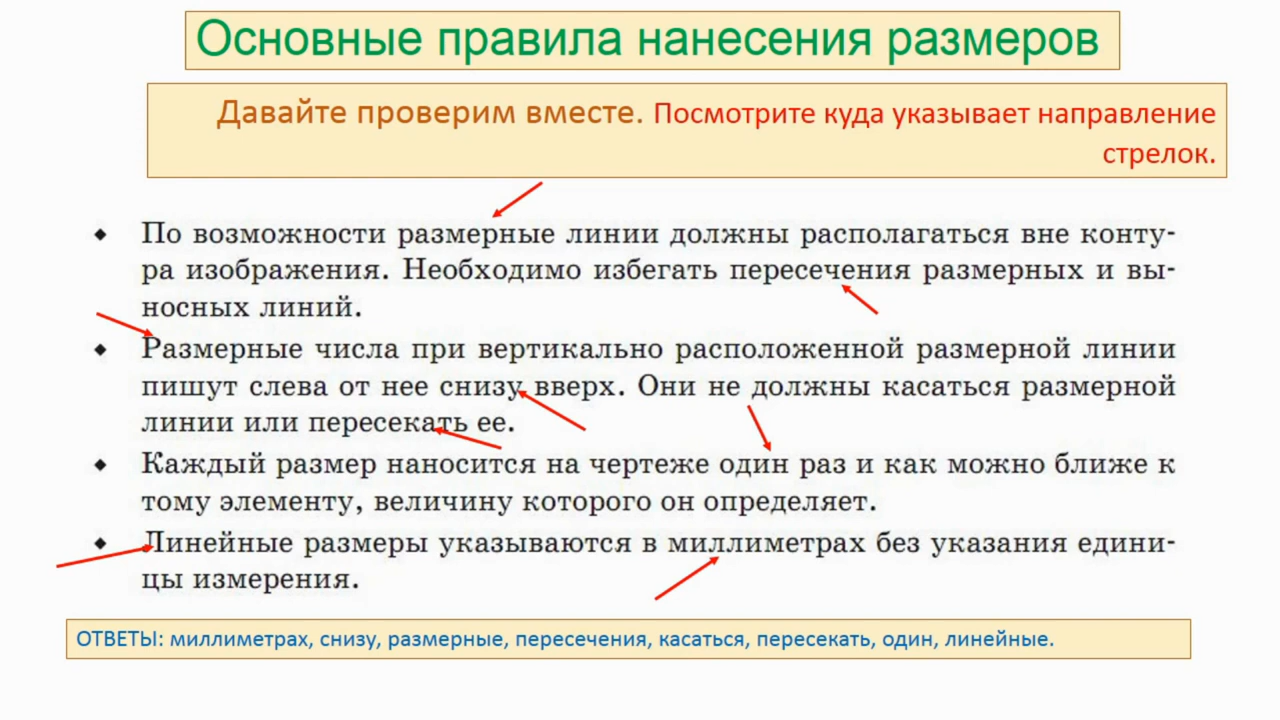 Основные правила нанесения размеров
Давайте проверим вместе. Посмотрите куда указывает направление
стрелок.
По возможности размерные линии должны располагаться вне конту-
ра изображения. Необходимо избегать пересечения размерных и вы-
носных линий.
Размерные числа при вертикально расположенной размерной линии
пишут слева от нее снизу вверх. Они не должны касаться размерной
линии или пересекать ее.
Каждый размер наносится на чертеже один раз и как можно ближе к
тому элементу, величину которого он определяет.
Линейные размеры указываются в миллиметрах без указания едини-
цы измерения.
ОТВЕТЫ: миллиметрах, снизу, размерные, пересечения, касаться, пересекать, один, линейные.